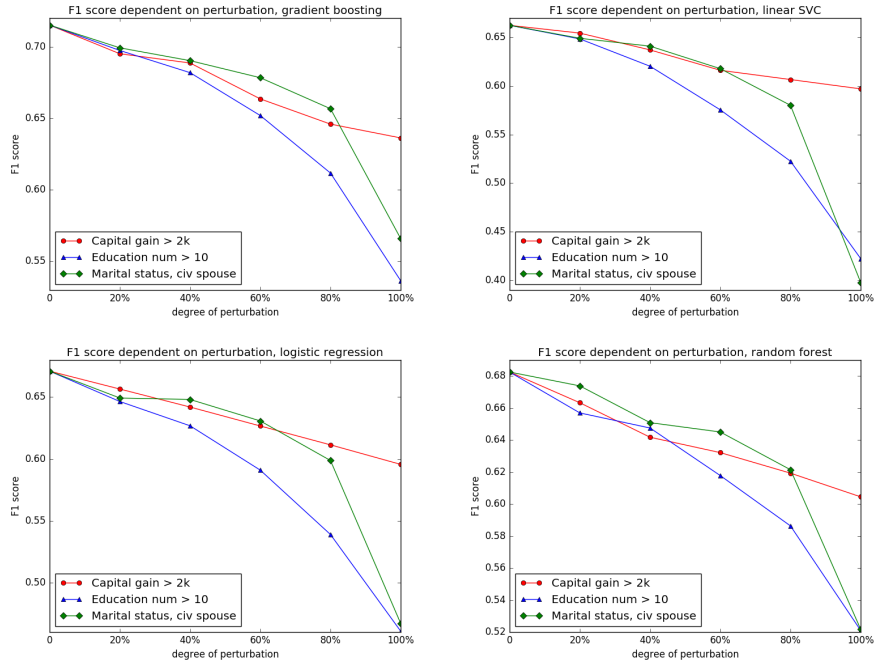 F1 score dependent on perturbation, gradient boosting
0.70
0.65
0.60
0.55
F1 score
Capital gain > 2k
Education num > 10
Marital status, civ spouse
0 20% 40% 60% 80% 100%
degree of perturbation
F1 score dependent on perturbation, linear SVC
0.65
0.60
0.55
0.50
0.45
0.40
F1 score
Capital gain > 2k
Education num > 10
Marital status, civ spouse
0 20% 40% 60% 80% 100%
degree of perturbation
F1 score dependent on perturbation, logistic regression
0.65
0.60
0.55
0.50
F1 score
Capital gain > 2k
Education num > 10
Marital status, civ spouse
0 20% 40% 60% 80% 100%
degree of perturbation
F1 score dependent on perturbation, random forest
0.68
0.66
0.64
0.62
0.60
0.58
0.56
0.54
0.52
F1 score
Capital gain > 2k
Education num > 10
Marital status, civ spouse
0 20% 40% 60% 80% 100%
degree of perturbation